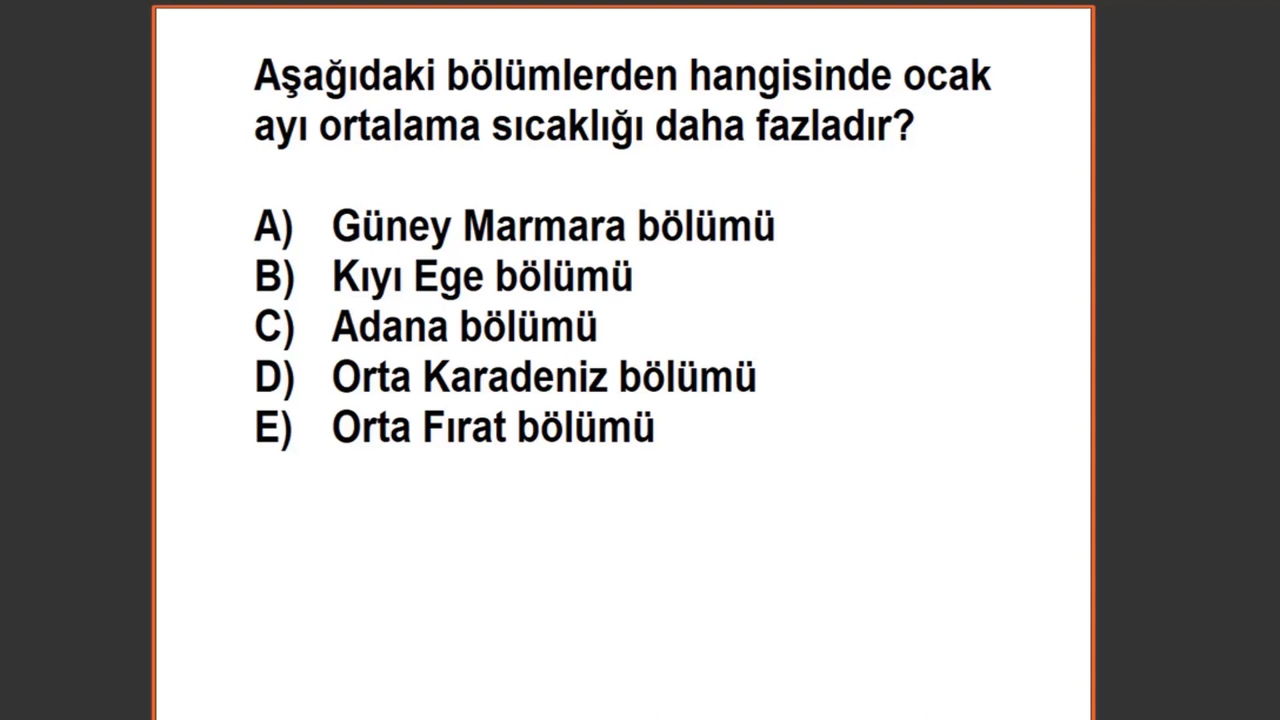 Aşağıdaki bölümlerden hangisinde ocak
ayı ortalama sıcaklığı daha fazladır?
A) Güney Marmara bölümü
B) Kıyı Ege bölümü
C) Adana bölümü
D) Orta Karadeniz bölümü
E) Orta Fırat bölümü